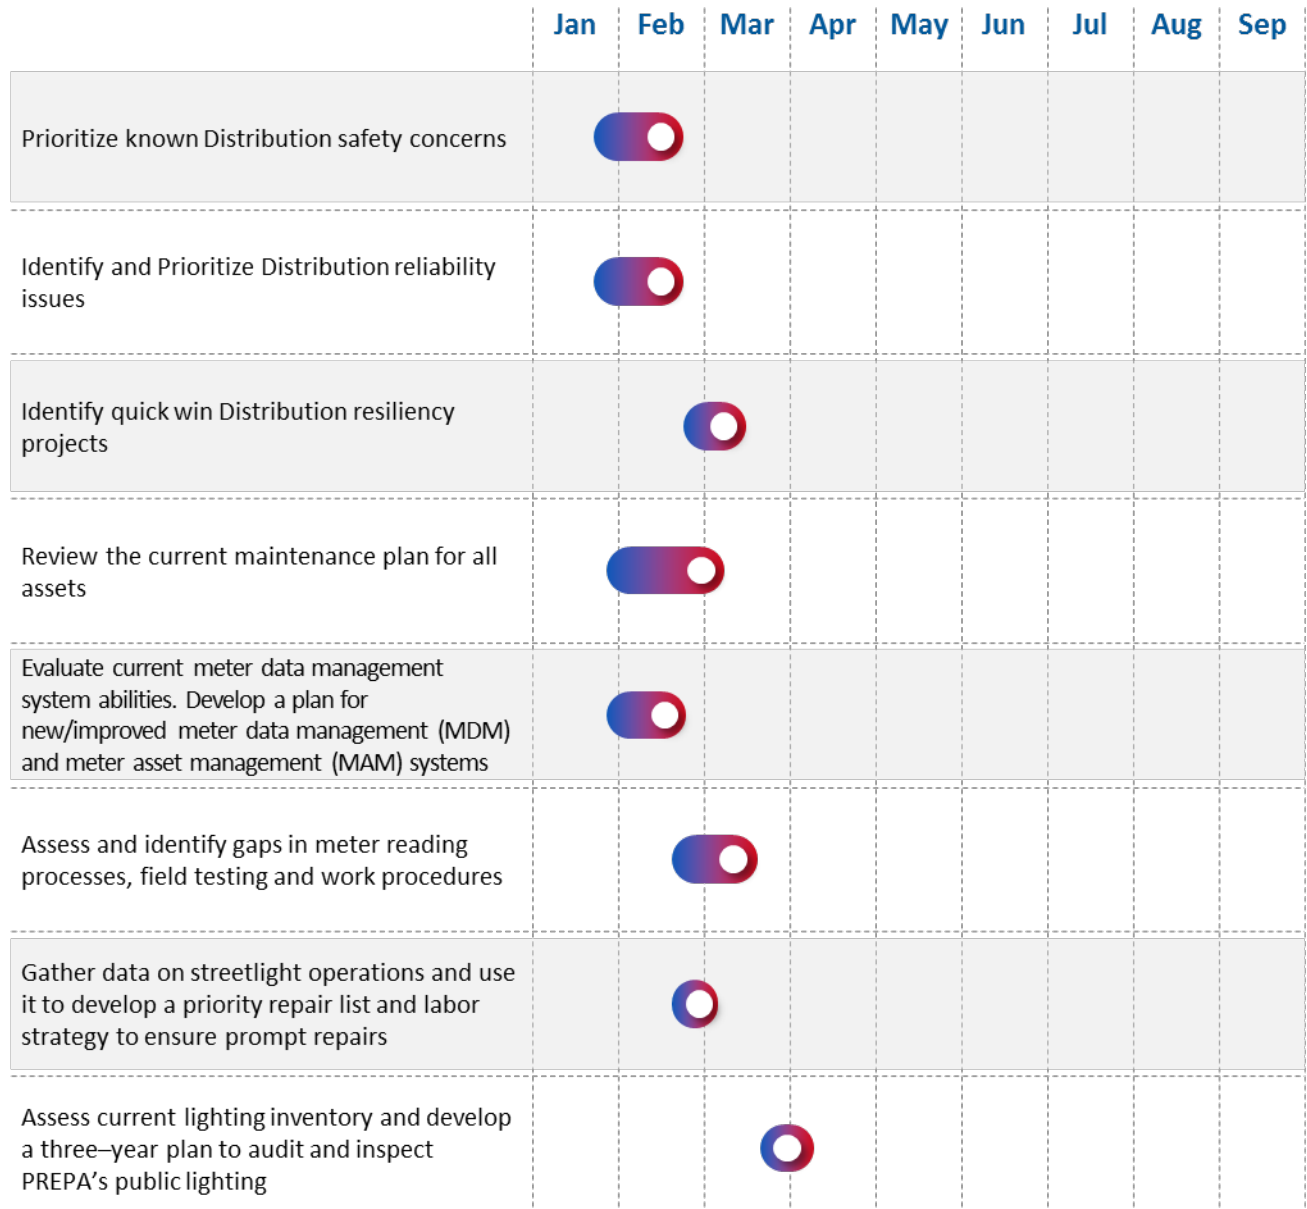 Jan Feb Mar Apr May Jun Jul Aug Sep
Prioritize known Distribution safety concerns
Identify and Prioritize Distribution reliability
issues
Identify quick win Distribution resiliency
projects
Review the current maintenance plan for all
assets
Evaluate current meter data management
system abilities. Develop a plan for
new/improved meter data management (MDM)
and meter asset management (MAM) systems
Assess and identify gaps in meter reading
processes, field testing and work procedures
Gather data on streetlight operations and use
it to develop a priority repair list and labor
strategy to ensure prompt repairs
Assess current lighting inventory and develop
a three–year plan to audit and inspect
PREPA’s public lighting